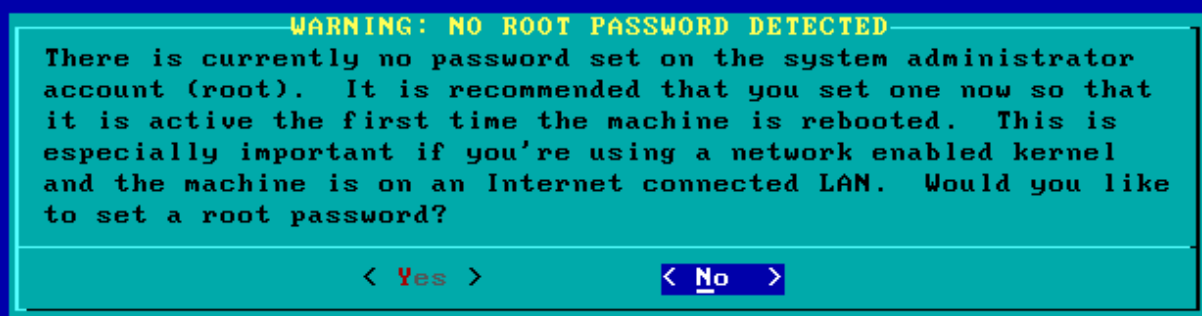 WARNING: NO ROOT PASSWORD DETECTED
There is currently no password set on the system administrator
account (root).  It is recommended that you set one now so that
it is active the first time the machine is rebooted.  This is
especially important if you're using a network enabled kernel
and the machine is on an Internet connected LAN.  Would you like
to set a root password?
< Yes > < No >